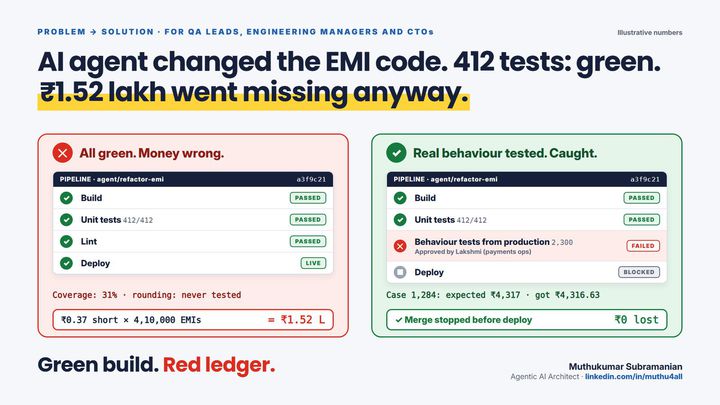 PROBLEM → SOLUTION · FOR QA LEADS, ENGINEERING MANAGERS AND CTOs
Illustrative numbers
AI agent changed the EMI code. 412 tests: green.
₹1.52 lakh went missing anyway.
All green. Money wrong.
PIPELINE · agent/refactor-emi a3f9c21
Build PASSED
Unit tests 412/412 PASSED
Lint PASSED
Deploy LIVE
Coverage: 31% · rounding: never tested
₹0.37 short × 4,10,000 EMIs = ₹1.52 L
Real behaviour tested. Caught.
PIPELINE · agent/refactor-emi a3f9c21
Build PASSED
Unit tests 412/412 PASSED
Behaviour tests from production 2,300 FAILED
Approved by Lakshmi (payments ops)
Deploy BLOCKED
Case 1,284: expected ₹4,317 · got ₹4,316.63
✓ Merge stopped before deploy ₹0 lost
Green build. Red ledger.
Muthukumar Subramanian
Agentic AI Architect · linkedin.com/in/muthu4all